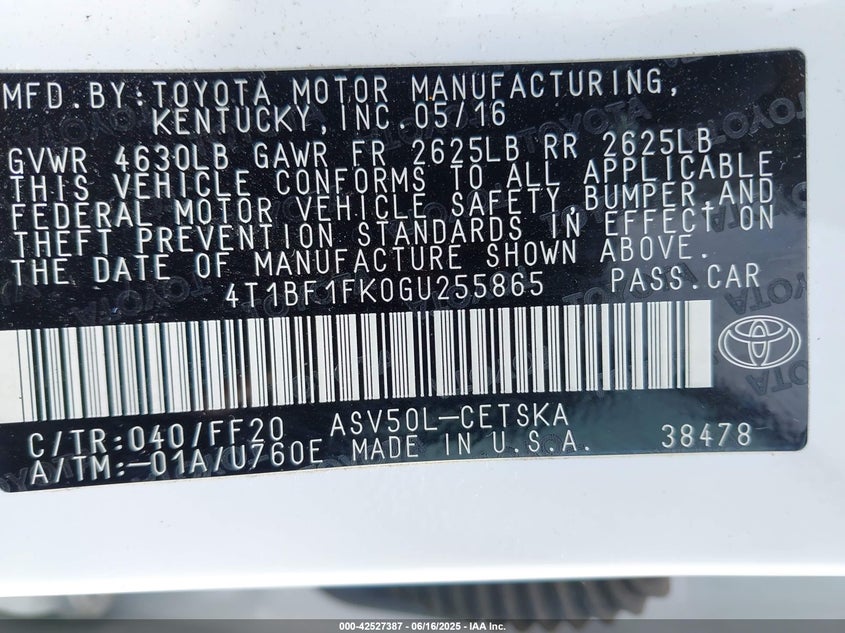 MFD. BY: TOYOTA MOTOR MANUFACTURING,
KENTUCKY, INC. 05/16
GVWR 4630LB GAWR FR 2625LB RR 2625LB
THIS VEHICLE CONFORMS TO ALL APPLICABLE
FEDERAL MOTOR VEHICLE SAFETY, BUMPER, AND
THEFT PREVENTION STANDARDS IN EFFECT ON
THE DATE OF MANUFACTURE SHOWN ABOVE.
4T1BF1FK0GU255865 PASS. CAR
C/TR: 040/FF20 ASV50L-CETSKA
A/TM: -01A/U760E MADE IN U.S.A. 38478
000-42527387 - 06/16/2025 - IAA Inc.